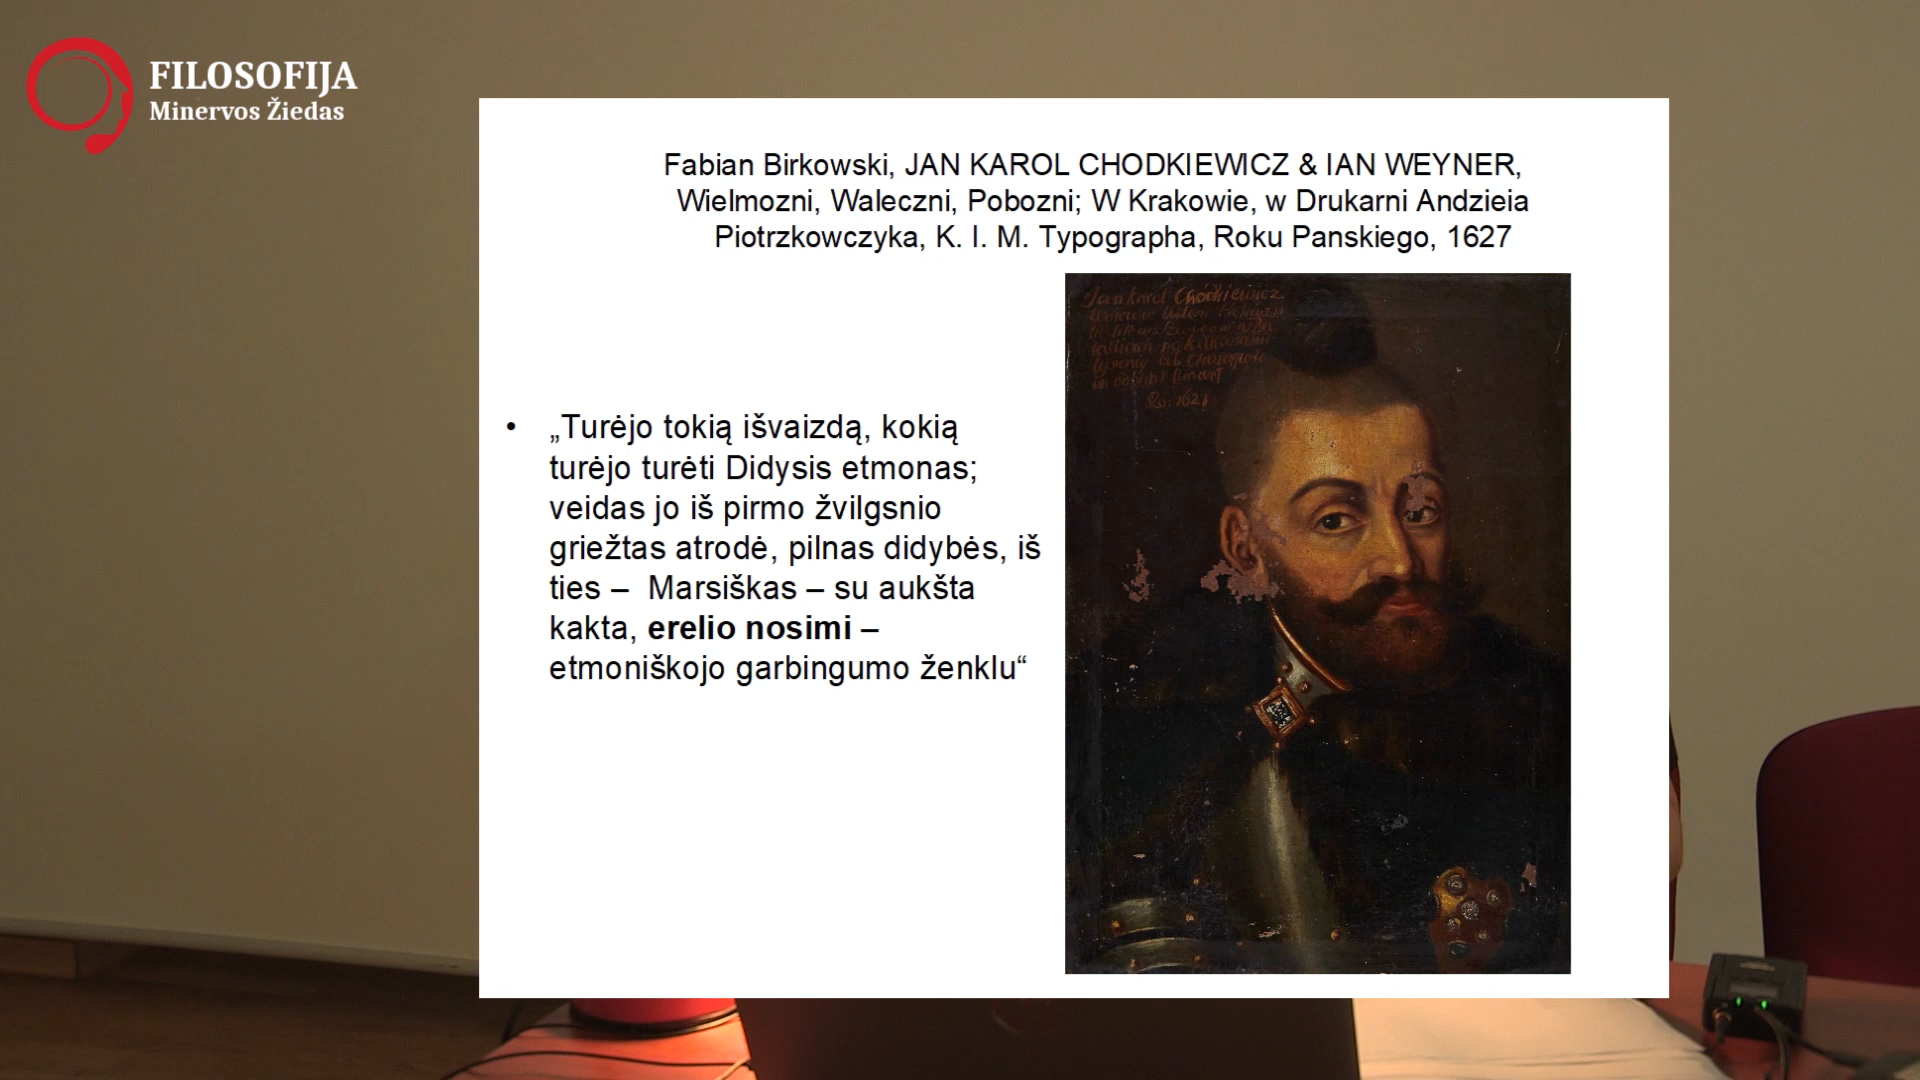 FILOSOFIJA
Minervos Žiedas
Fabian Birkowski, JAN KAROL CHODKIEWICZ & IAN WEYNER,
Wielmozni, Waleczni, Pobozni; W Krakowie, w Drukarni Andzieia
Piotrzkowczyka, K. I. M. Typographa, Roku Panskiego, 1627
Jan karol Chodkiewicz
Ro: 1621
• „Turėjo tokią išvaizdą, kokią
turėjo turėti Didysis etmonas;
veidas jo iš pirmo žvilgsnio
griežtas atrodė, pilnas didybės, iš
ties – Marsiškas – su aukšta
kakta, erelio nosimi –
etmoniškojo garbingumo ženklu“